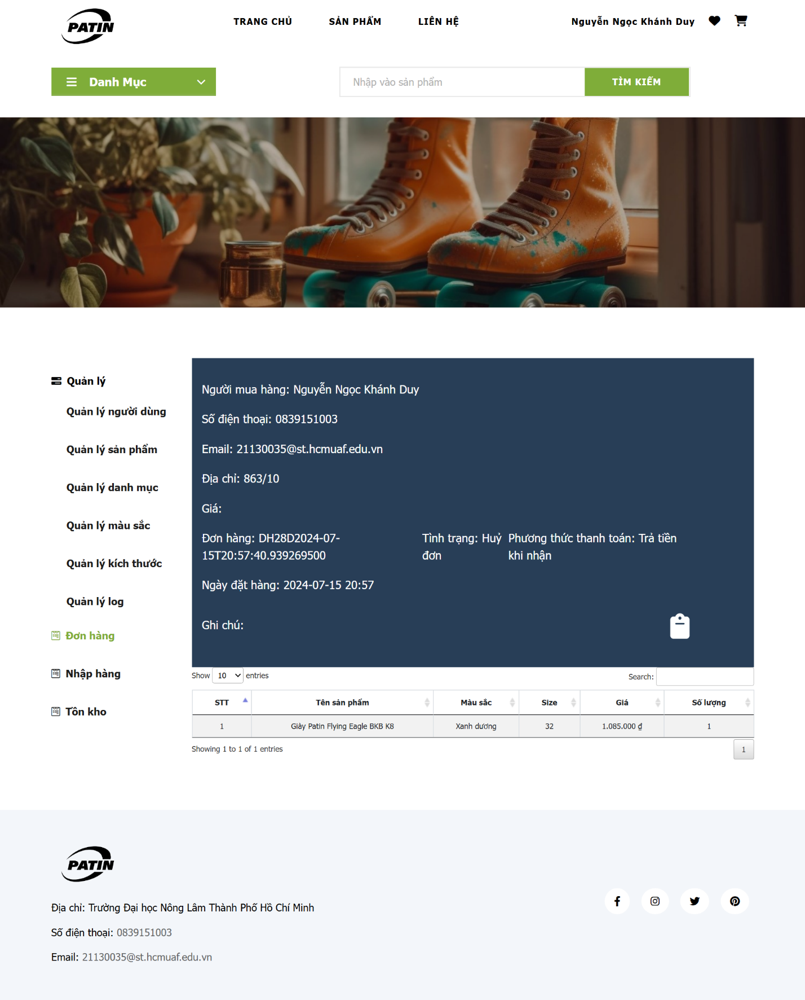 PATIN
TRANG CHỦ
SẢN PHẨM
LIÊN HỆ
Nguyễn Ngọc Khánh Duy
Danh Mục
Nhập vào sản phẩm
TÌM KIẾM
Quản lý
Quản lý người dùng
Quản lý sản phẩm
Quản lý danh mục
Quản lý màu sắc
Quản lý kích thước
Quản lý log
Đơn hàng
Nhập hàng
Tồn kho
Người mua hàng: Nguyễn Ngọc Khánh Duy
Số điện thoại: 0839151003
Email: 21130035@st.hcmuaf.edu.vn
Địa chỉ: 863/10
Giá:
Đơn hàng: DH28D2024-07-
15T20:57:40.939269500
Tình trạng: Huỷ
đơn
Phương thức thanh toán: Trả tiền
khi nhận
Ngày đặt hàng: 2024-07-15 20:57
Ghi chú:
Show 10 entries
Search:
STT Tên sản phẩm Màu sắc Size Giá Số lượng
1 Giày Patin Flying Eagle BKB K8 Xanh dương 32 1.085.000 ₫ 1
Showing 1 to 1 of 1 entries
1
PATIN
Địa chỉ: Trường Đại học Nông Lâm Thành Phố Hồ Chí Minh
Số điện thoại: 0839151003
Email: 21130035@st.hcmuaf.edu.vn